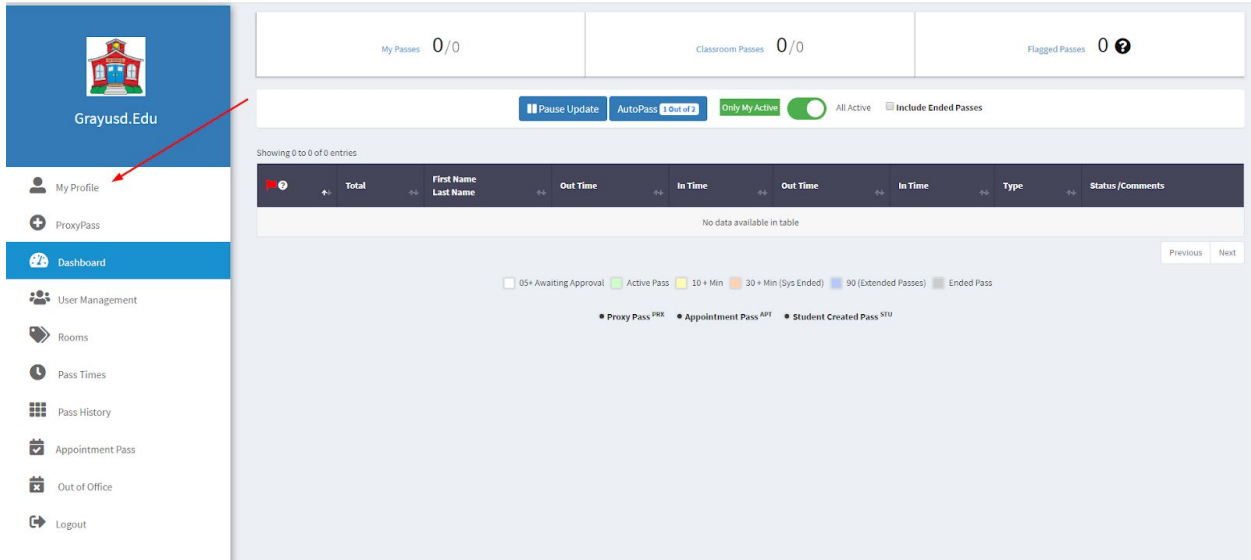 Grayusd.Edu
My Profile
ProxyPass
Dashboard
User Management
Rooms
Pass Times
Pass History
Appointment Pass
Out of Office
Logout
My Passes 0/0
Classroom Passes 0/0
Flagged Passes 0 ?
Pause Update AutoPass 1 Out of 2 Only My Active All Active Include Ended Passes
Showing 0 to 0 of 0 entries
? Total First Name Last Name Out Time In Time Out Time In Time Type Status /Comments
No data available in table
Previous Next
05+ Awaiting Approval Active Pass 10 + Min 30 + Min (Sys Ended) 90 (Extended Passes) Ended Pass
• Proxy Pass PRX • Appointment Pass APT • Student Created Pass STU